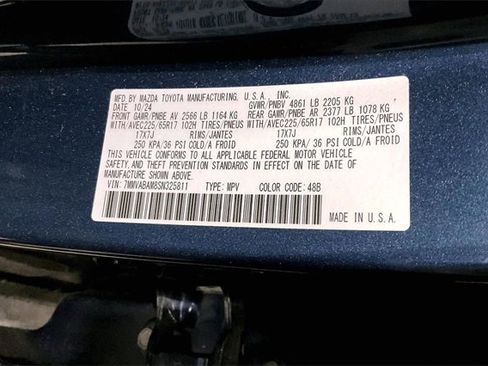 MFD BY MAZDA TOYOTA MANUFACTURING, U.S.A., INC.
DATE 10/24 GVWR/PNBV 4861 LB 2205 KG
FRONT GAWR/PNBE AV 2566 LB 1164 KG REAR GAWR/PNBE AR 2377 LB 1078 KG
WITH/AVEC225/65R17 102H TIRES/PNEUS WITH/AVEC225/65R17 102H TIRES/PNEUS
17X7J RIMS/JANTES 17X7J RIMS/JANTES
250 KPA/36 PSI COLD/A FROID 250 KPA/36 PSI COLD/A FROID
THIS VEHICLE CONFORMS TO ALL APPLICABLE FEDERAL MOTOR VEHICLE
SAFETY STANDARDS IN EFFECT ON THE DATE OF
MANUFACTURE SHOWN ABOVE.
VIN: 7MMVABAM8SN325811 TYPE: MPV COLOR CODE: 48B
MADE IN U.S.A.